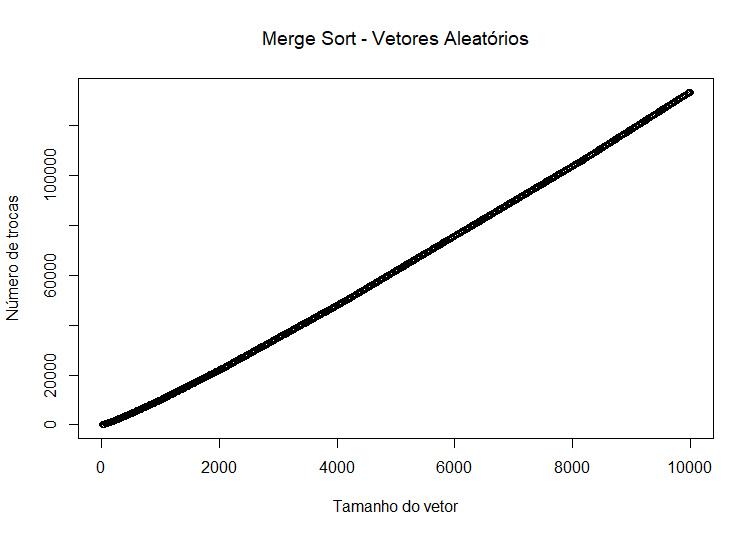 Merge Sort - Vetores Aleatórios
Número de trocas
100000
60000
20000
0
0 2000 4000 6000 8000 10000
Tamanho do vetor